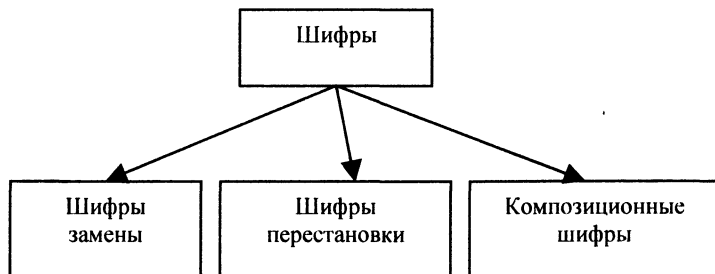 Шифры
Шифры
замены
Шифры
перестановки
Композиционные
шифры